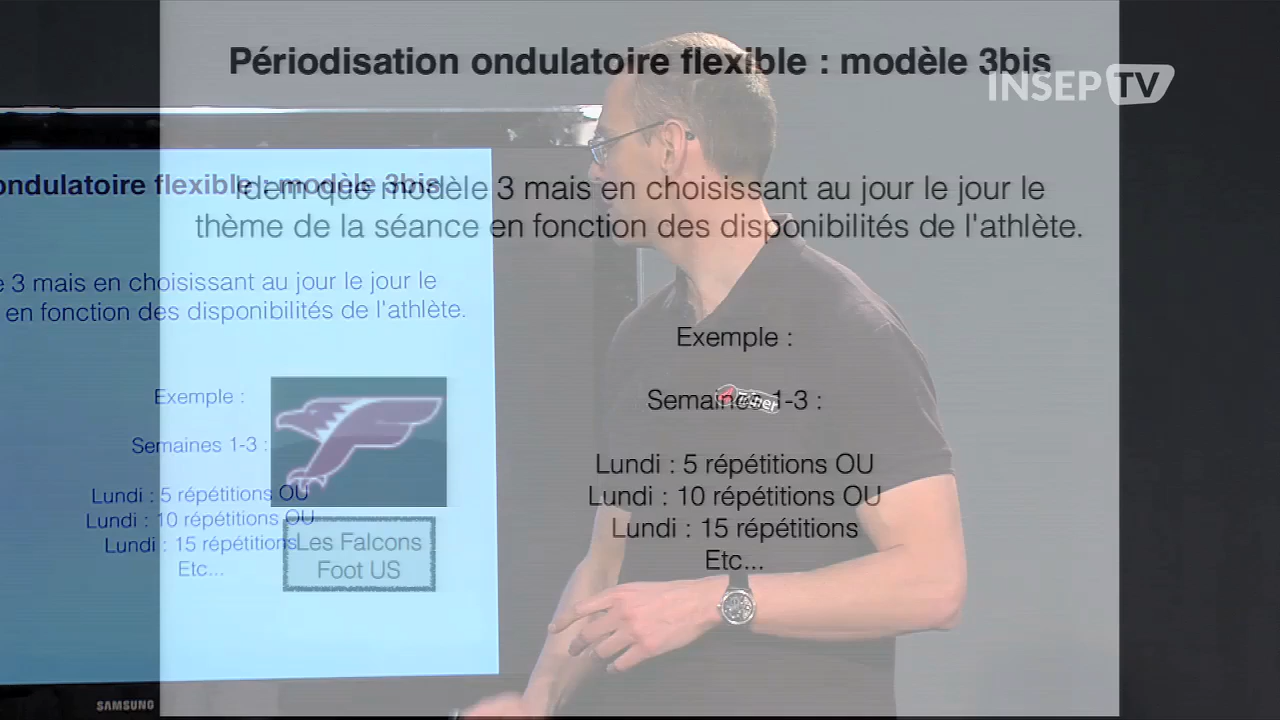 Périodisation ondulatoire flexible : modèle 3bis
INSEP TV
Idem que modèle 3 mais en choisissant au jour le jour le
thème de la séance en fonction des disponibilités de l'athlète.
Exemple :
Semaines 1-3 :
Lundi : 5 répétitions OU
Lundi : 10 répétitions OU
Lundi : 15 répétitions
Etc...
Les Falcons
Foot US
ondulatoire flexible : modèle 3bis
3 mais en choisissant au jour le jour le
en fonction des disponibilités de l'athlète.
Exemple :
Semaines 1-3 :
Lundi : 5 répétitions OU
Lundi : 10 répétitions OU
Lundi : 15 répétitions
Etc...
SAMSUNG